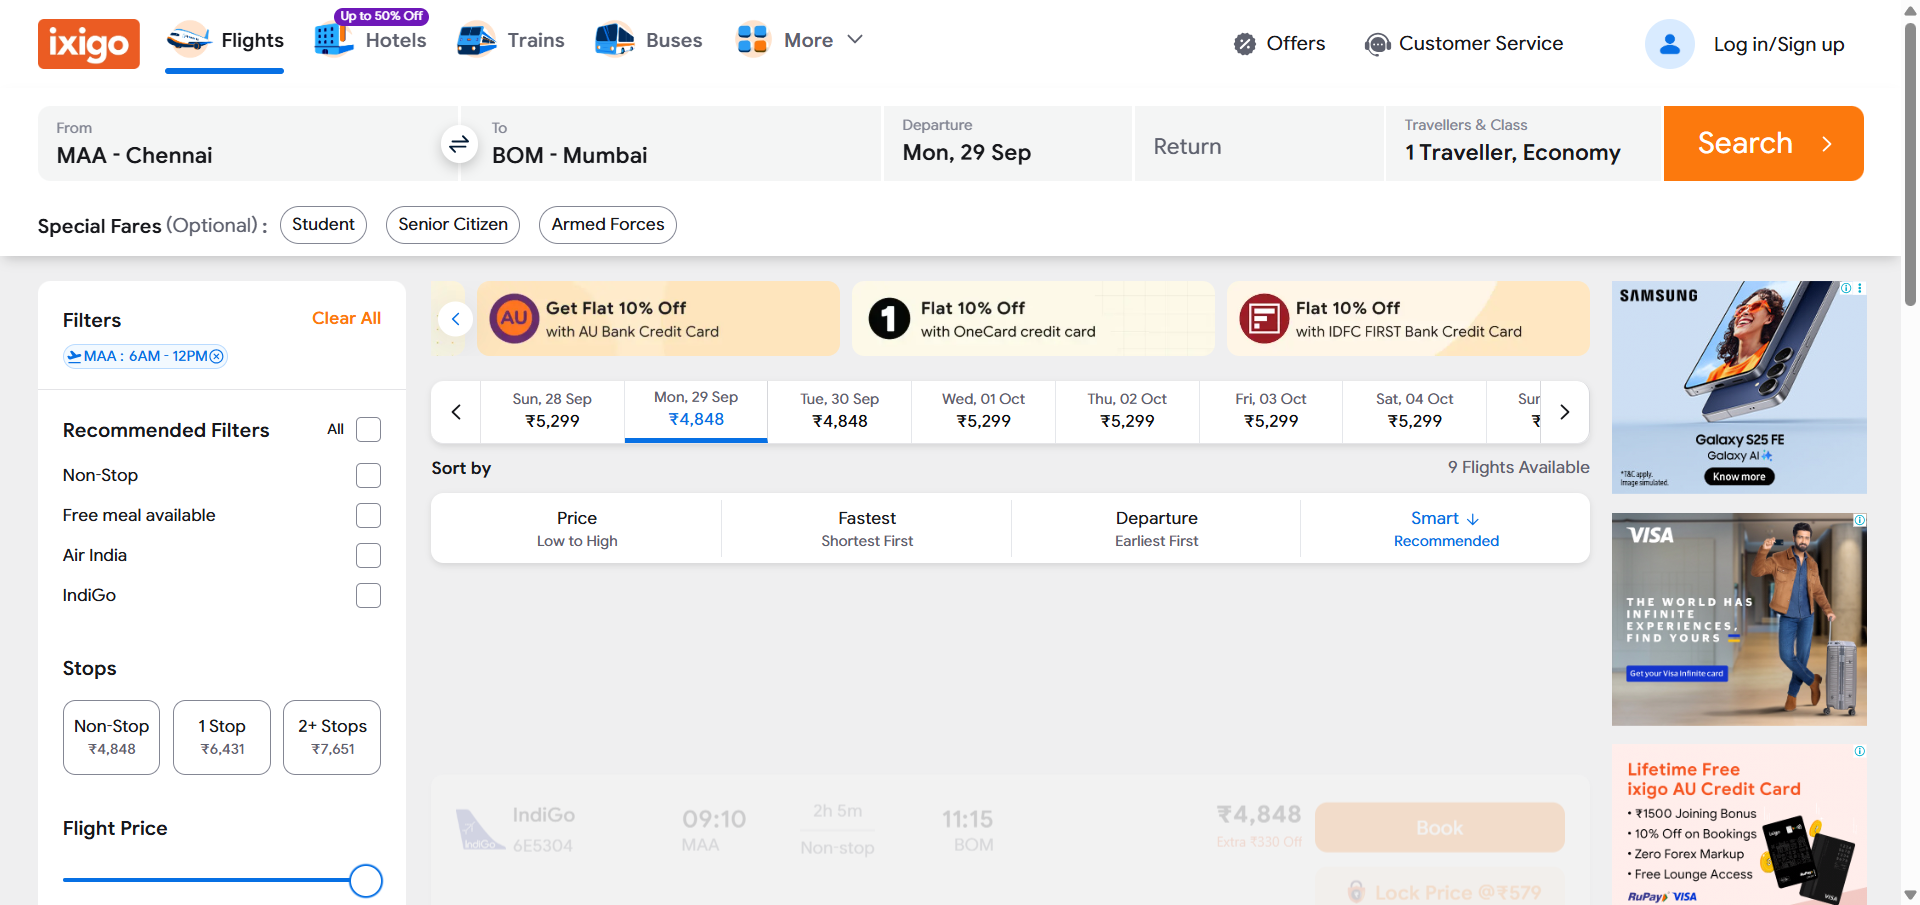 ixigo
Flights
Up to 50% Off
Hotels
Trains
Buses
More
Offers
Customer Service
Log in/Sign up
From
MAA - Chennai
To
BOM - Mumbai
Departure
Mon, 29 Sep
Return
Travellers & Class
1 Traveller, Economy
Search
Special Fares (Optional) :
Student
Senior Citizen
Armed Forces
Filters
Clear All
MAA : 6AM - 12PM
Recommended Filters
All
Non-Stop
Free meal available
Air India
IndiGo
Stops
Non-Stop
₹4,848
1 Stop
₹6,431
2+ Stops
₹7,651
Flight Price
AU
Get Flat 10% Off
with AU Bank Credit Card
1
Flat 10% Off
with OneCard credit card
Flat 10% Off
with IDFC FIRST Bank Credit Card
Sun, 28 Sep
₹5,299
Mon, 29 Sep
₹4,848
Tue, 30 Sep
₹4,848
Wed, 01 Oct
₹5,299
Thu, 02 Oct
₹5,299
Fri, 03 Oct
₹5,299
Sat, 04 Oct
₹5,299
Sur
₹
Sort by
9 Flights Available
Price
Low to High
Fastest
Shortest First
Departure
Earliest First
Smart
Recommended
IndiGo
IndiGo
6E5304
09:10
MAA
2h 5m
Non-stop
11:15
BOM
₹4,848
Extra ₹330 Off
Book
Lock Price @ ₹579
SAMSUNG
Galaxy S25 FE
Galaxy AI
*T&C apply.
Image simulated.
Know more
VISA
THE WORLD HAS
INFINITE
EXPERIENCES,
FIND YOURS
Get your Visa Infinite card
Lifetime Free
ixigo AU Credit Card
• ₹1500 Joining Bonus
• 10% Off on Bookings
• Zero Forex Markup
• Free Lounge Access
RuPay VISA